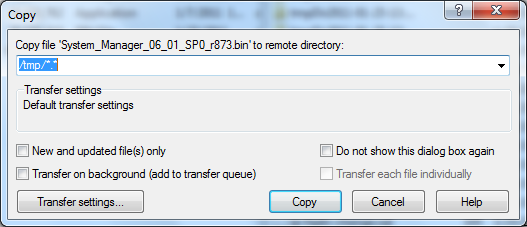 Copy
Copy file 'System_Manager_06_01_SP0_r873.bin' to remote directory:
/tmp/*.*
Transfer settings
Default transfer settings
New and updated file(s) only
Do not show this dialog box again
Transfer on background (add to transfer queue)
Transfer each file individually
Transfer settings...
Copy
Cancel
Help